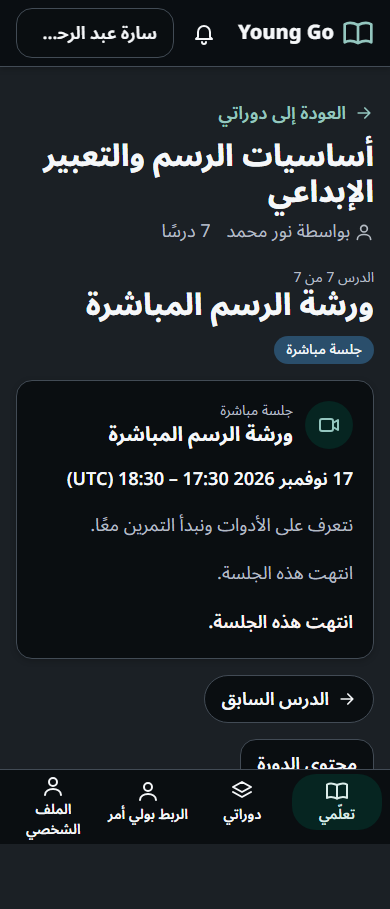 Young Go
سارة عبد الرحـ...
العودة إلى دوراتي
أساسيات الرسم والتعبير
الإبداعي
بواسطة نور محمد 7 درسًا
الدرس 7 من 7
ورشة الرسم المباشرة
جلسة مباشرة
جلسة مباشرة
ورشة الرسم المباشرة
17 نوفمبر 2026 17:30 – 18:30 (UTC)
نتعرف على الأدوات ونبدأ التمرين معًا.
انتهت هذه الجلسة.
انتهت هذه الجلسة.
الدرس السابق
محتوى الدورة
تعلّمي
دوراتي
الربط بولي أمر
الملف
الشخصي